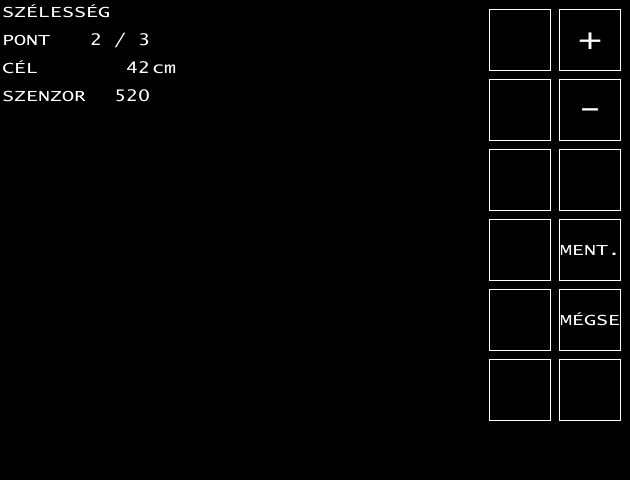 SZÉLESSÉG
PONT 2 / 3
CÉL 42cm
SZENZOR 520
+
-
MENT.
MÉGSE